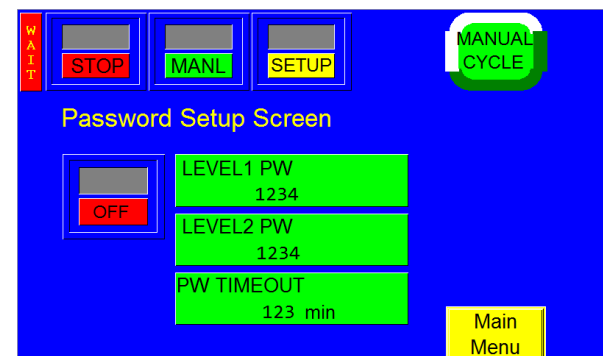 WAIT
STOP
MANL
SETUP
MANUAL
CYCLE
Password Setup Screen
OFF
LEVEL1 PW
1234
LEVEL2 PW
1234
PW TIMEOUT
123 min
Main
Menu